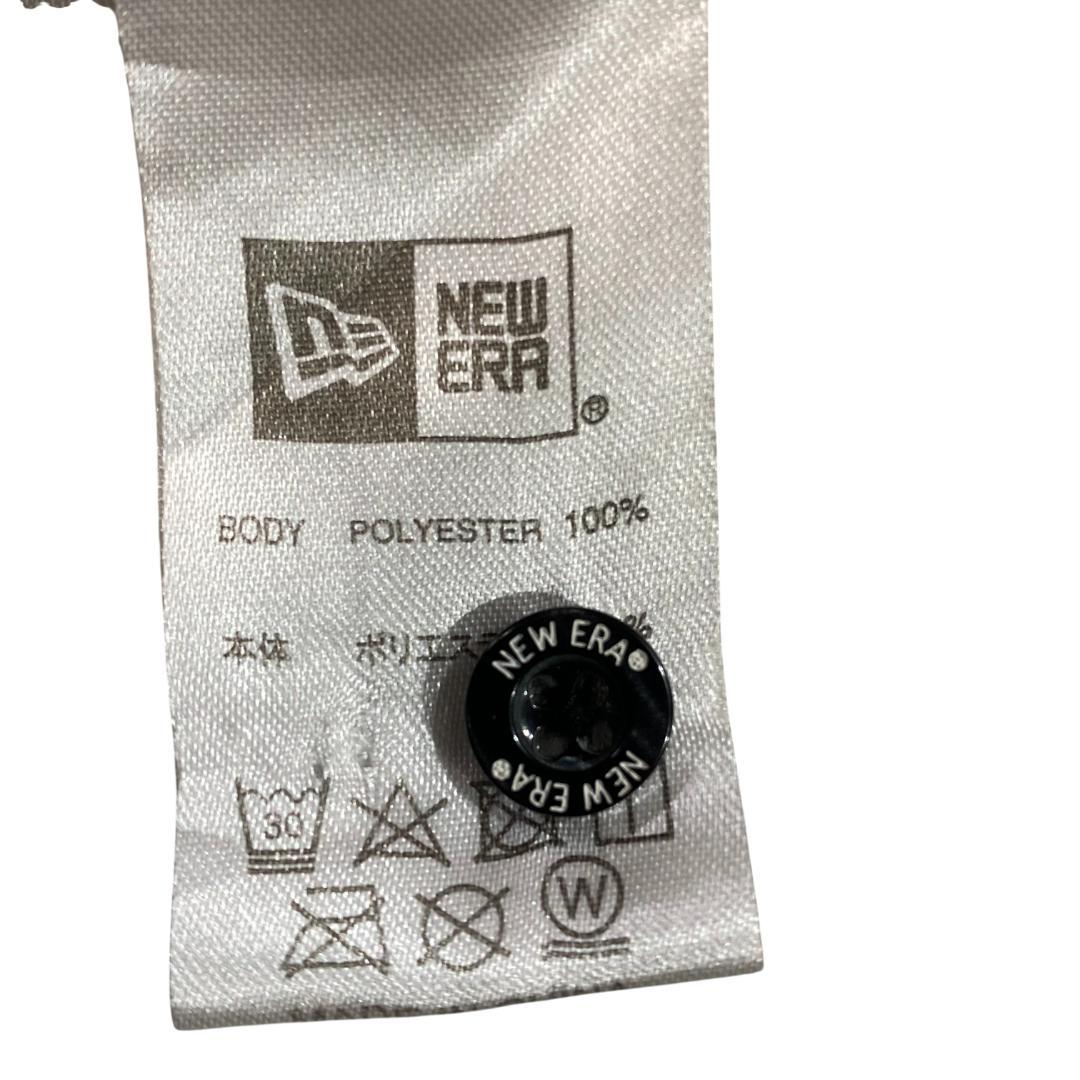 NEW
ERA
®
BODY POLYESTER 100%
本体 ポリエス %
NEW ERA
NEW ERA
30
W